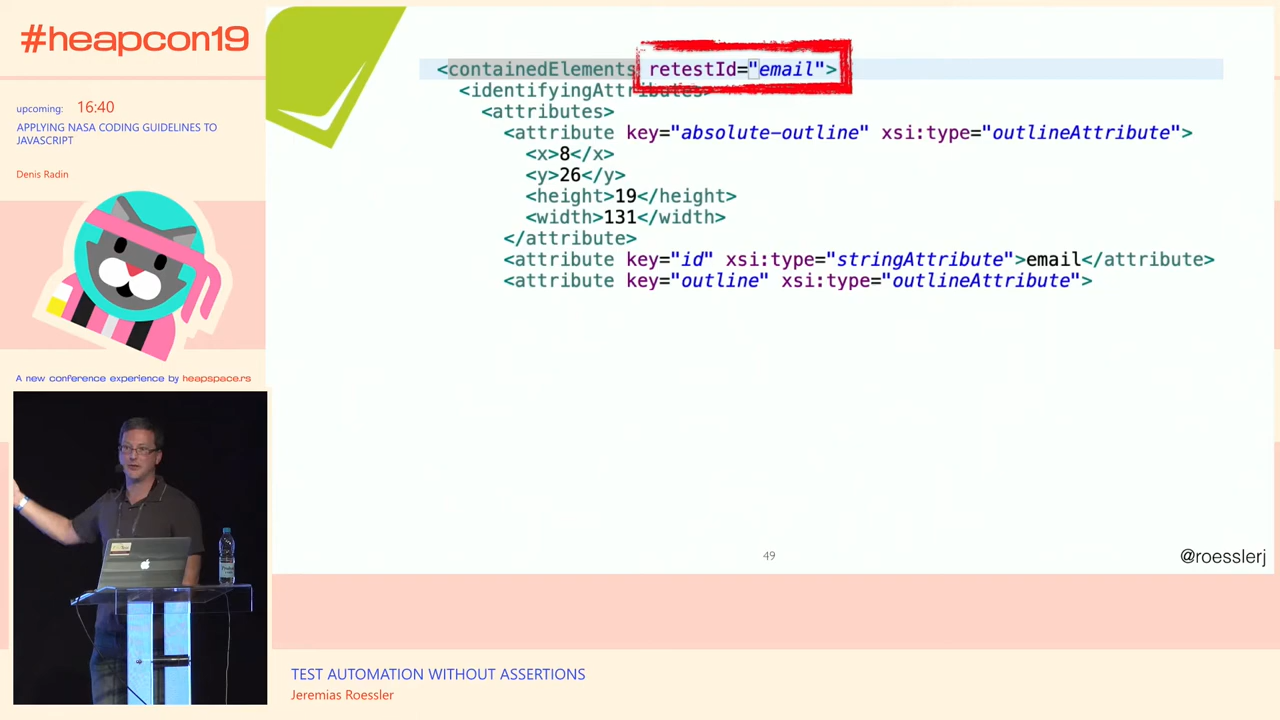 #heapcon19
upcoming: 16:40
APPLYING NASA CODING GUIDELINES TO
JAVASCRIPT
Denis Radin
A new conference experience by heapspace.rs
<containedElements retestId="email">
<identifyingAttributes>
<attributes>
<attribute key="absolute-outline" xsi:type="outlineAttribute">
<x>8</x>
<y>26</y>
<height>19</height>
<width>131</width>
</attribute>
<attribute key="id" xsi:type="stringAttribute">email</attribute>
<attribute key="outline" xsi:type="outlineAttribute">
49
@roesslerj
TEST AUTOMATION WITHOUT ASSERTIONS
Jeremias Roessler